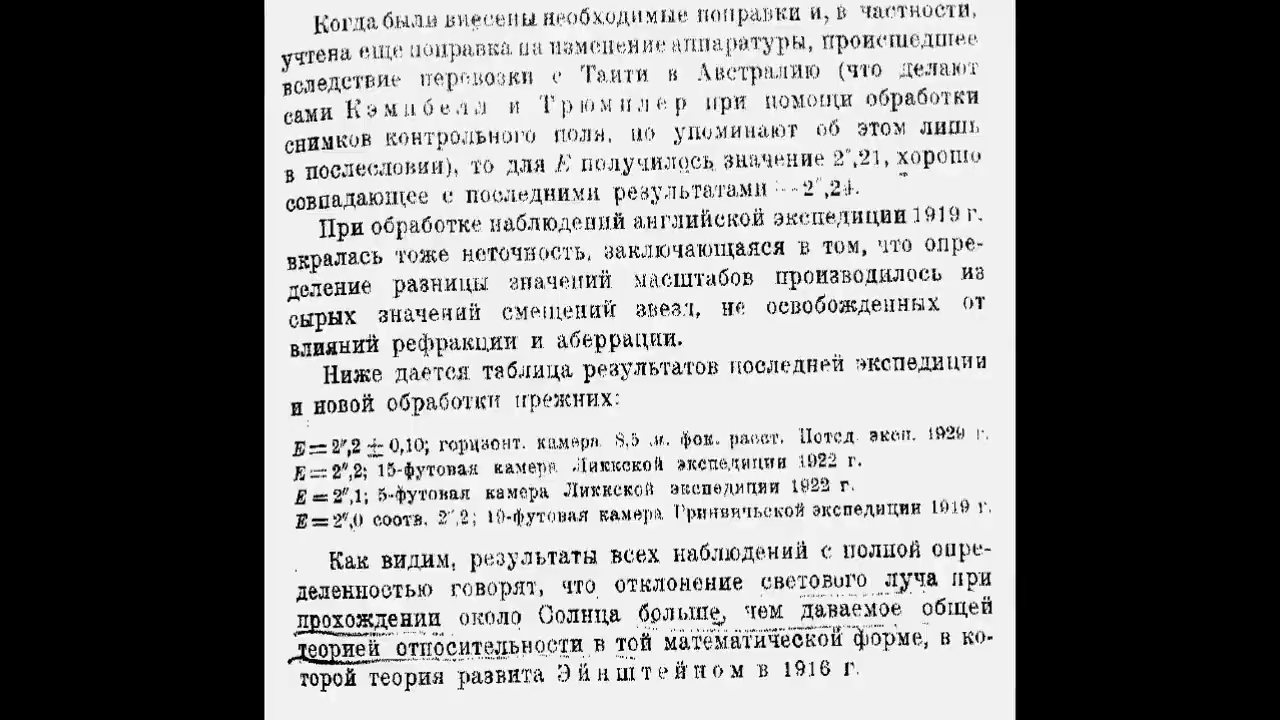 Когда были внесены необходимые поправки и, в частности,
учтена еще поправка на изменение аппаратуры, происшедшее
вследствие перевозки с Таити в Австралию (что делают
сами Кэмпбелл и Трюмплер при помощи обработки
снимков контрольного поля, но упоминают об этом лишь
в послесловии), то для E получилось значение 2″,21, хорошо
совпадающее с последними результатами — 2″,24.
При обработке наблюдений английской экспедиции 1919 г.
вкралась тоже неточность, заключающаяся в том, что опре-
деление разницы значений масштабов производилось из
сырых значений смещений звезд, не освобожденных от
влияний рефракции и аберрации.
Ниже дается таблица результатов последней экспедиции
и новой обработки прежних:
E = 2″,2 ± 0,10; горизонт. камера 8,5 м. фок. расст. Потсд. эксп. 1929 г.
E = 2″,2; 15-футовая камера Ликкской экспедиции 1922 г.
E = 2″,1; 5-футовая камера Ликкской экспедиции 1922 г.
E = 2″,0 соотв. 2″,2; 19-футовая камера Гринвичьской экспедиции 1919 г.
Как видим, результаты всех наблюдений с полной опре-
деленностью говорят, что отклонение светового луча при
прохождении около Солнца больше, чем даваемое общей
теорией относительности в той математической форме, в ко-
торой теория развита Эйнштейном в 1916 г.